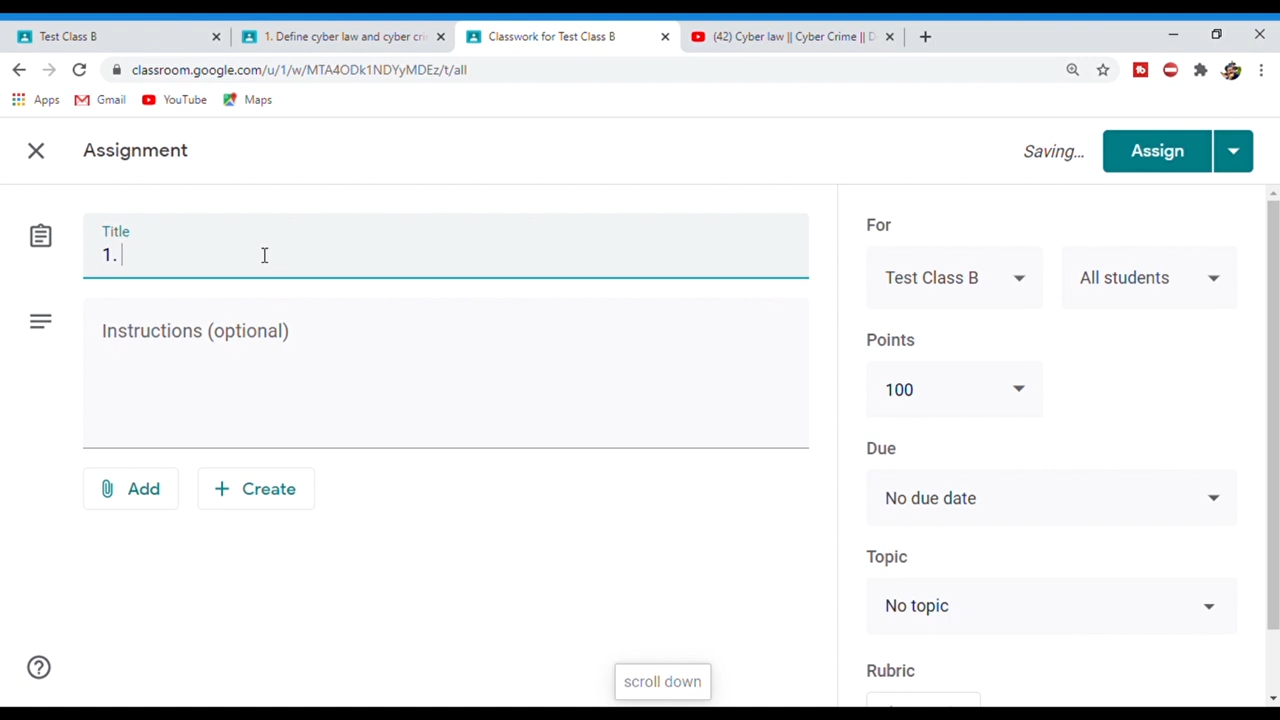 Test Class B
1. Define cyber law and cyber cri
Classwork for Test Class B
(42) Cyber law || Cyber Crime || D
classroom.google.com/u/1/w/MTA4ODk1NDYyMDEz/t/all
Apps
Gmail
YouTube
Maps
Assignment
Saving...
Assign
Title
1.
Instructions (optional)
Add
Create
For
Test Class B
All students
Points
100
Due
No due date
Topic
No topic
Rubric
scroll down